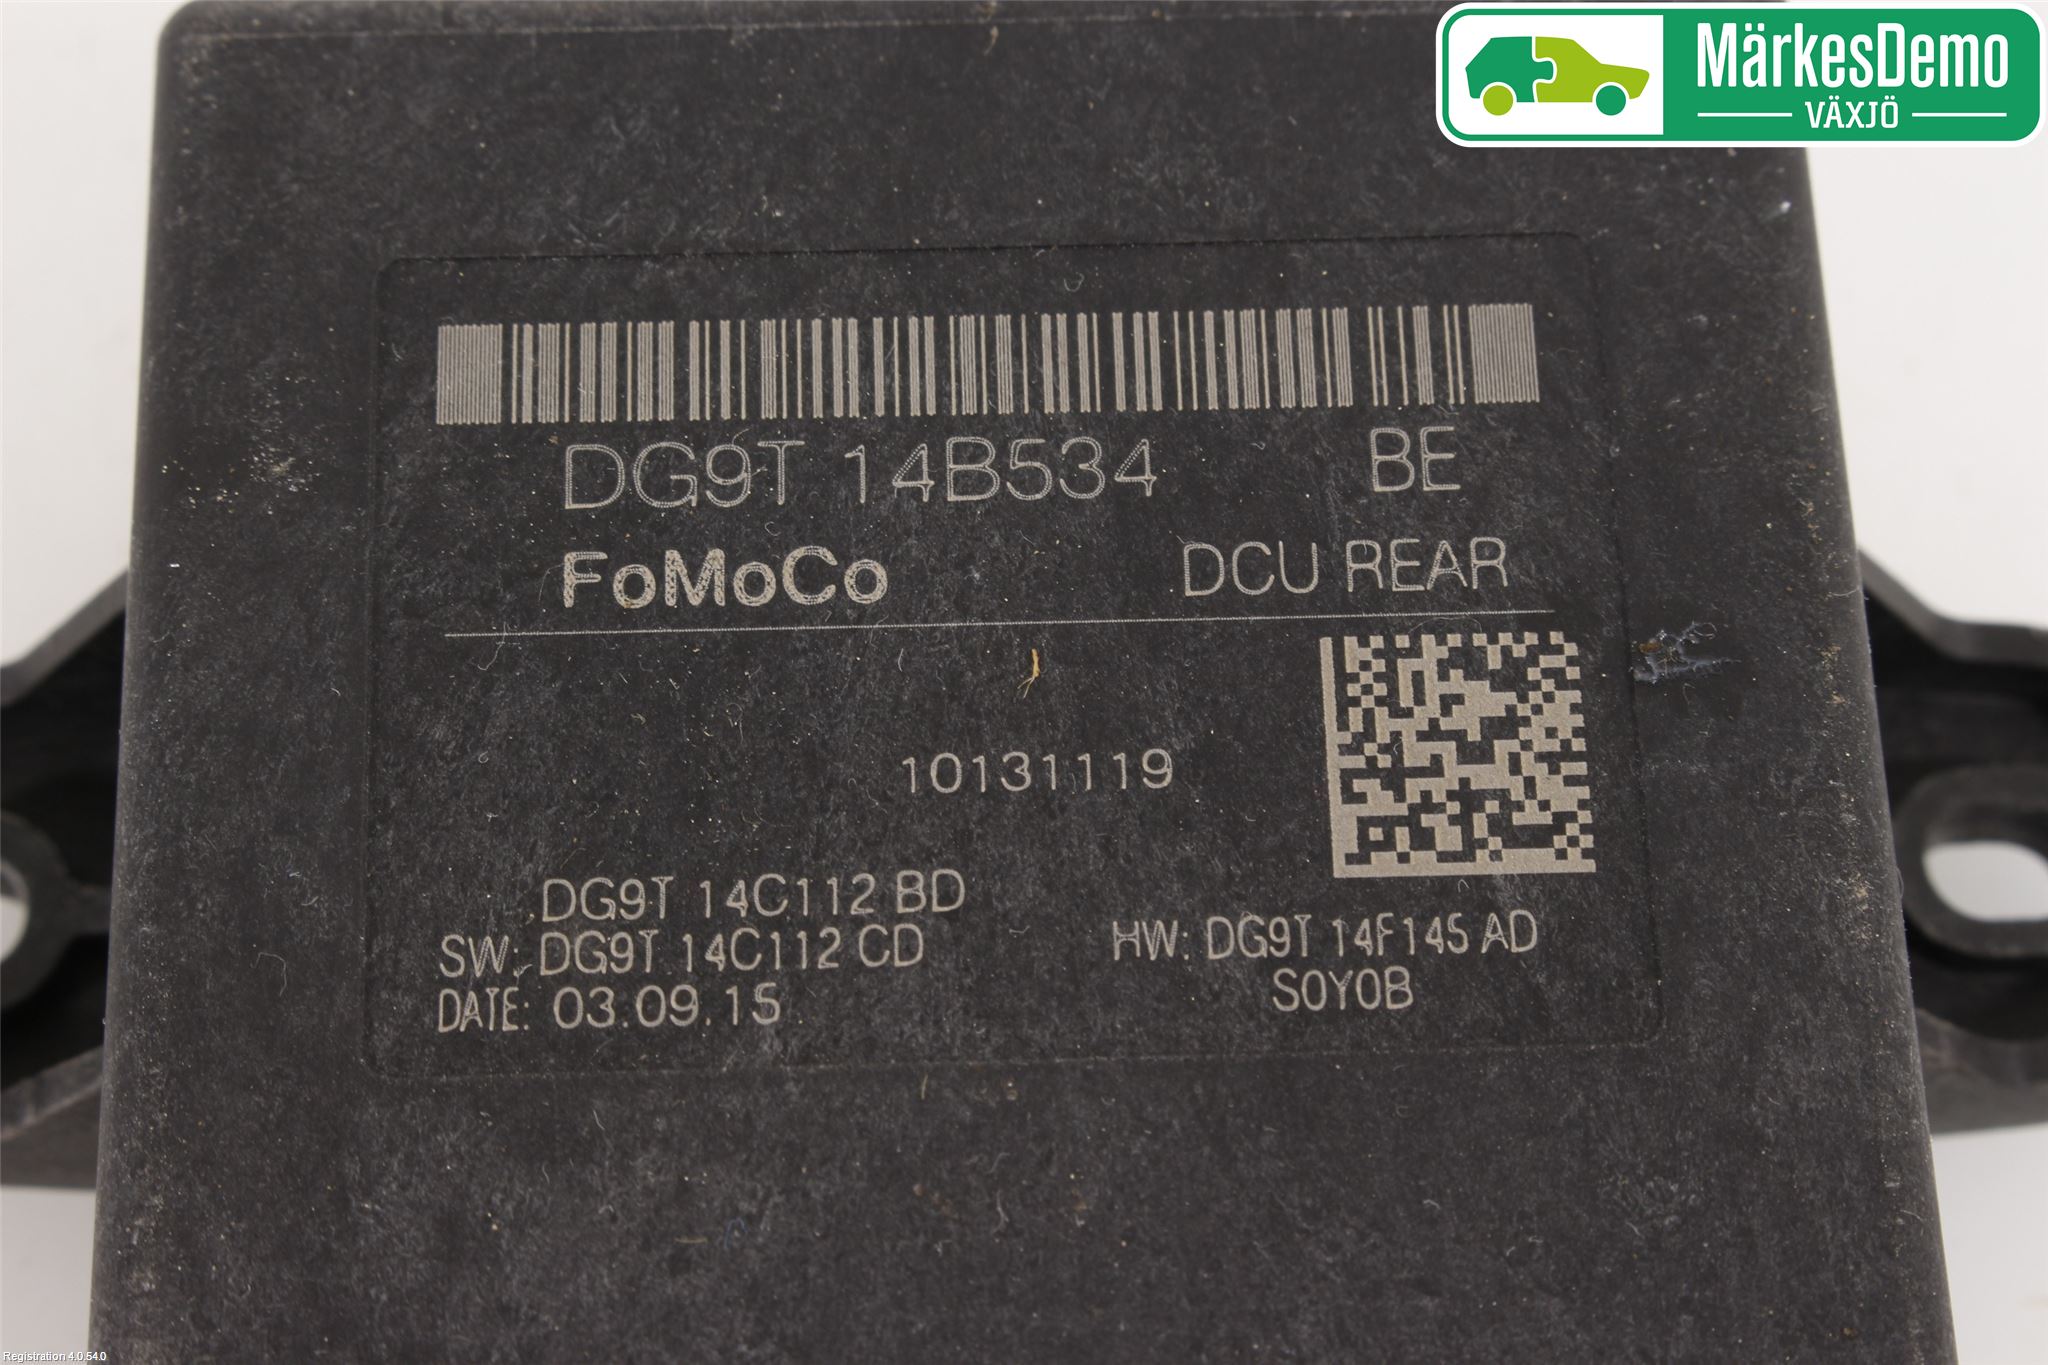 MärkesDemo
VÄXJÖ
DG9T 14B534 BE
FoMoCo DCU REAR
10131119
DG9T 14C112 BD
SW: DG9T 14C112 CD
DATE: 03.09.15
HW: DG9T 14F145 AD
S0Y0B
Registration 4.0.54.0